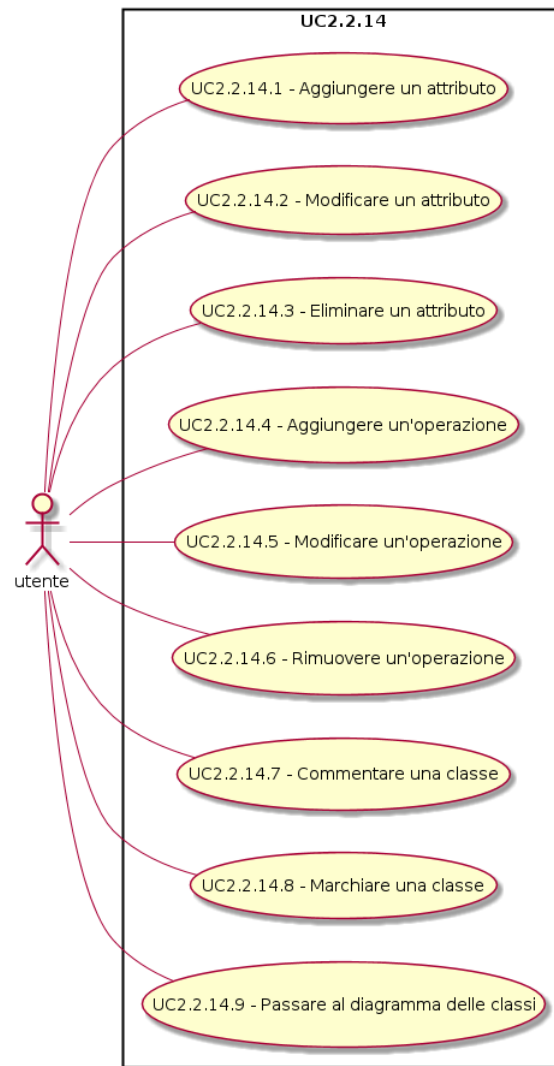 UC2.2.14
UC2.2.14.1 - Aggiungere un attributo
UC2.2.14.2 - Modificare un attributo
UC2.2.14.3 - Eliminare un attributo
UC2.2.14.4 - Aggiungere un'operazione
UC2.2.14.5 - Modificare un'operazione
utente
UC2.2.14.6 - Rimuovere un'operazione
UC2.2.14.7 - Commentare una classe
UC2.2.14.8 - Marchiare una classe
UC2.2.14.9 - Passare al diagramma delle classi